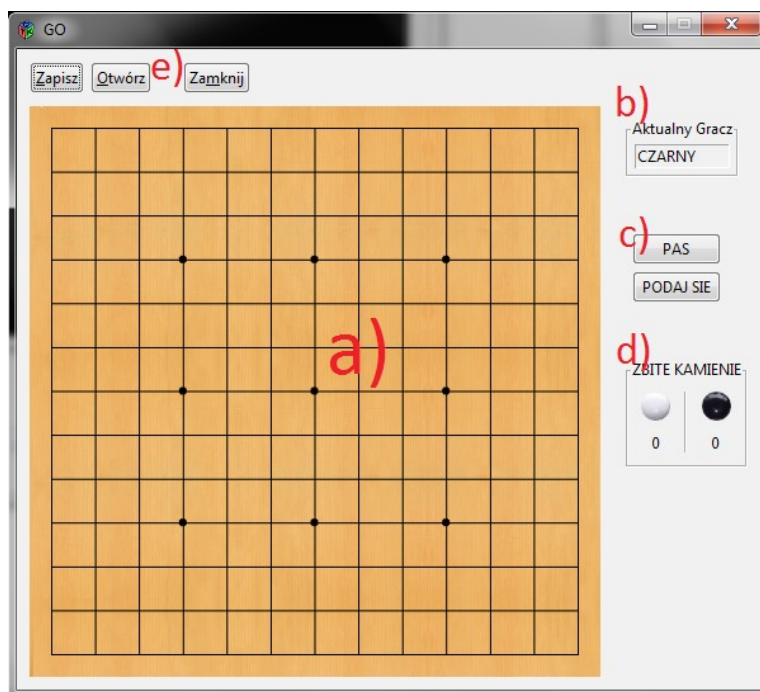 GO
Zapisz Otwórz e) Zamknij
b)
Aktualny Gracz
CZARNY
c)
PAS
PODAJ SIE
a)
d)
ZBITE KAMIENIE
0 0